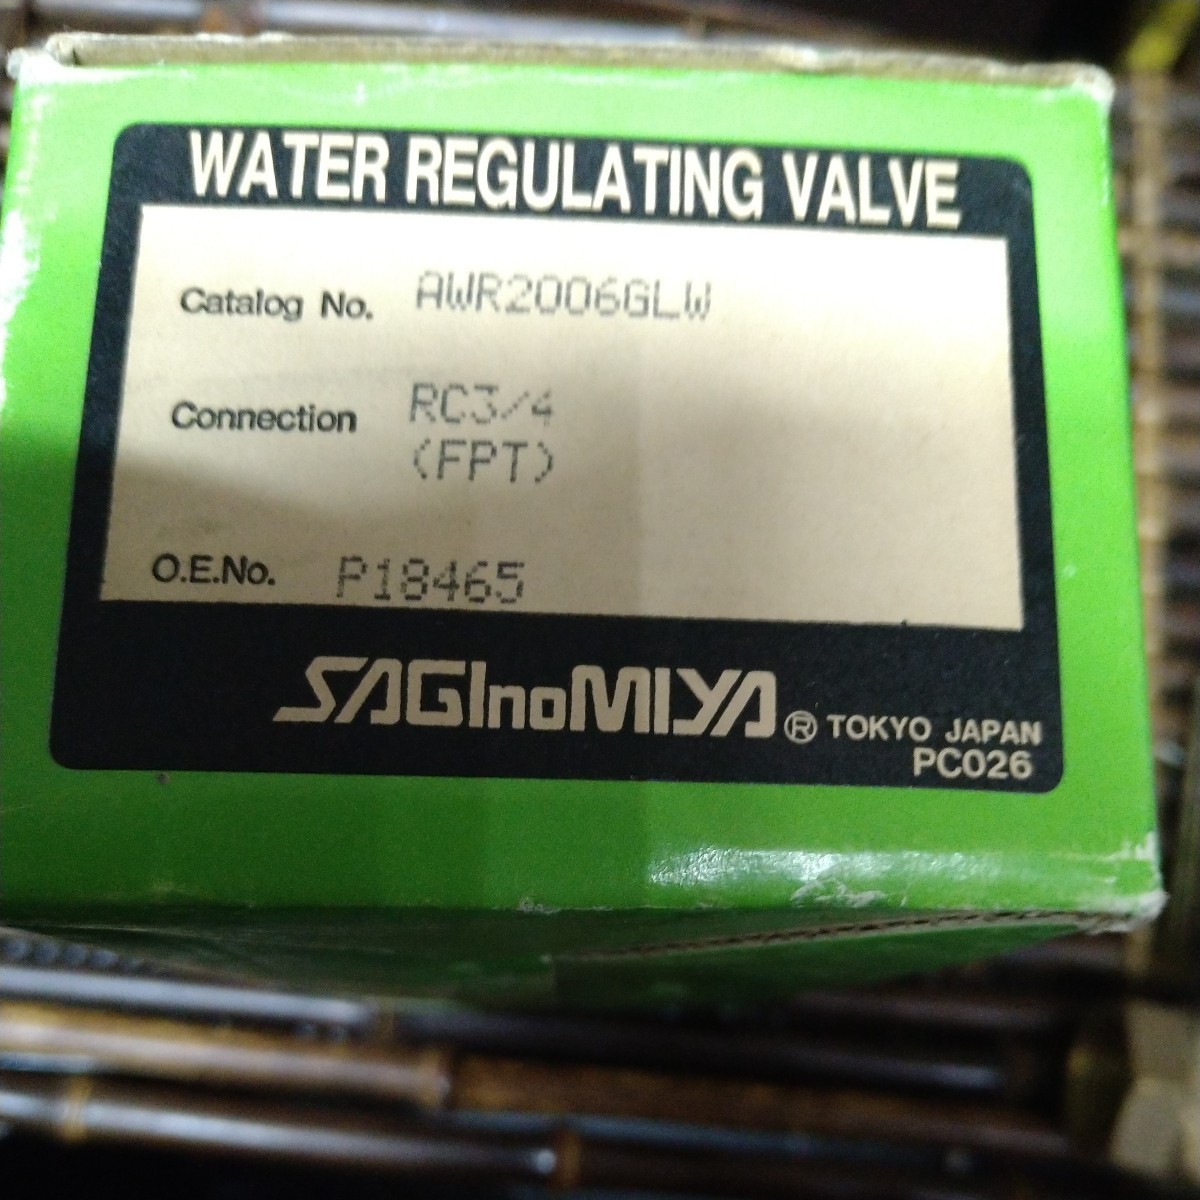 WATER REGULATING VALVE
Catalog No. AWR2006GLW
Connection RC3/4
(FPT)
O.E.No. P18465
SAGInoMIYA ® TOKYO JAPAN
PC026